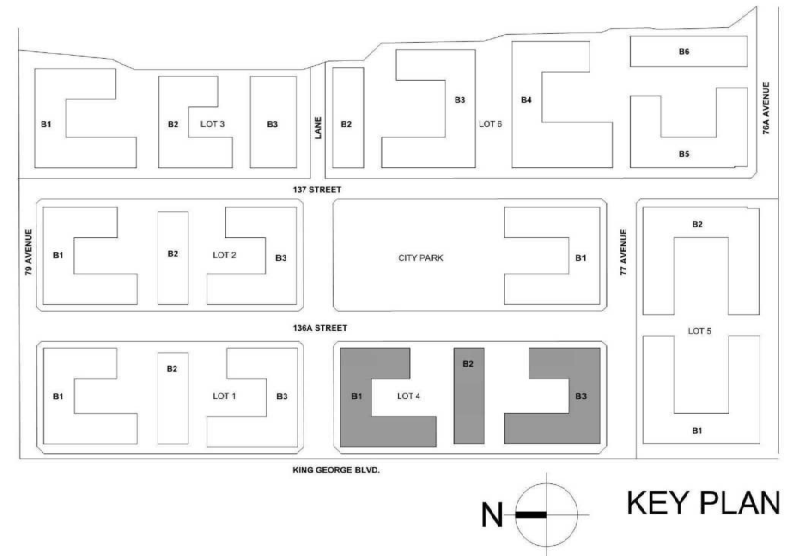 B6
B3
B4
B1
B2
LOT 3
B3
LANE
B2
LOT 6
B5
76A AVENUE
137 STREET
79 AVENUE
B1
B2
LOT 2
B3
CITY PARK
B1
77 AVENUE
B2
136A STREET
LOT 5
B1
B2
LOT 1
B3
B1
LOT 4
B2
B3
B1
KING GEORGE BLVD.
N
KEY PLAN